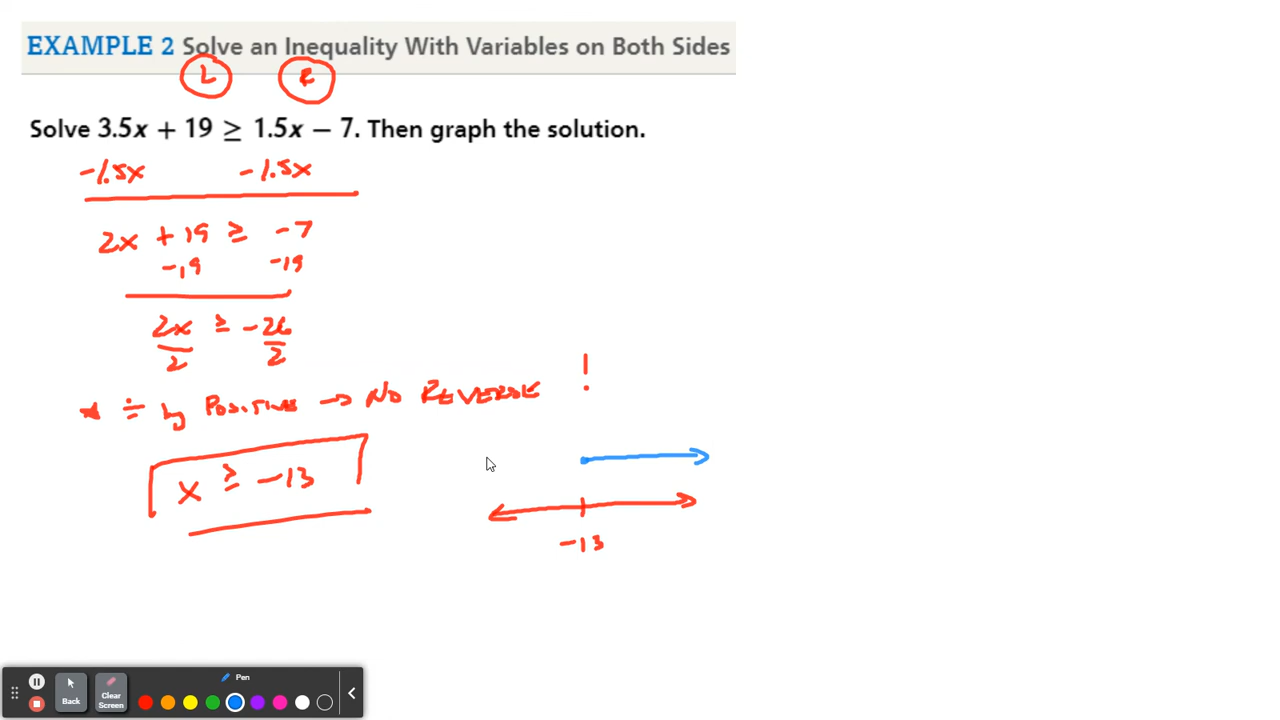 EXAMPLE 2 Solve an Inequality With Variables on Both Sides
L R
Solve 3.5x + 19 ≥ 1.5x − 7. Then graph the solution.
-1.5x -1.5x
2x + 19 ≥ -7
-19 -19
2x ≥ -26
2 2
!
* ÷ by Positive → No REVERSE
x ≥ -13
-13
Pen
Back
Clear
Screen